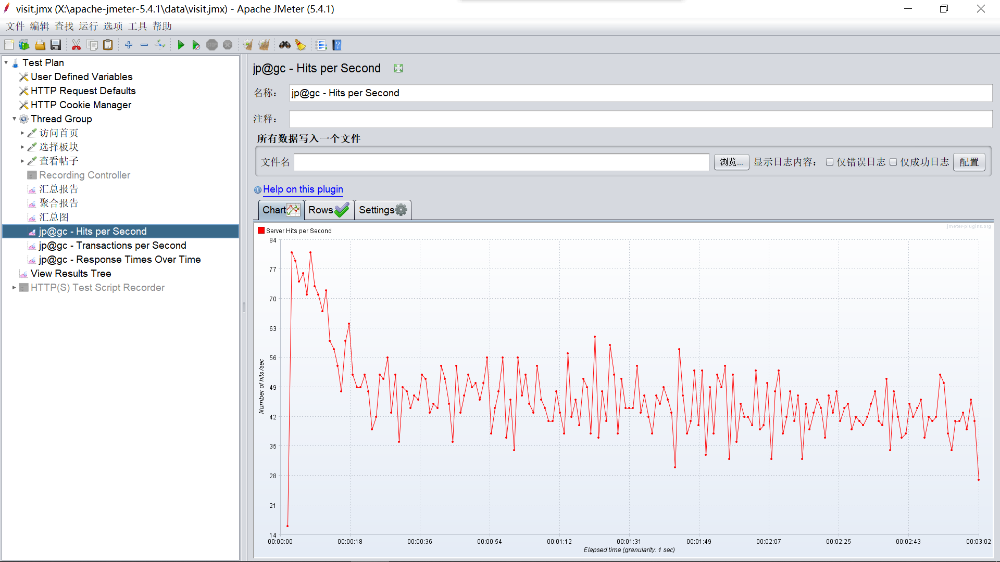 visit.jmx (X:\apache-jmeter-5.4.1\data\visit.jmx) - Apache JMeter (5.4.1)
文件 编辑 查找 运行 选项 工具 帮助
Test Plan
User Defined Variables
HTTP Request Defaults
HTTP Cookie Manager
Thread Group
访问首页
选择板块
查看帖子
Recording Controller
汇总报告
聚合报告
汇总图
jp@gc - Hits per Second
jp@gc - Transactions per Second
jp@gc - Response Times Over Time
View Results Tree
HTTP(S) Test Script Recorder
jp@gc - Hits per Second
名称： jp@gc - Hits per Second
注释：
所有数据写入一个文件
文件名 浏览... 显示日志内容： 仅错误日志 仅成功日志 配置
Help on this plugin
Chart Rows Settings
Server Hits per Second
jmeter-plugins.org
84
77
70
63
56
49
42
35
28
21
14
Number of hits/sec
00:00:00 00:00:18 00:00:36 00:00:54 00:01:12 00:01:31 00:01:49 00:02:07 00:02:25 00:02:43 00:03:02
Elapsed time (granularity: 1 sec)